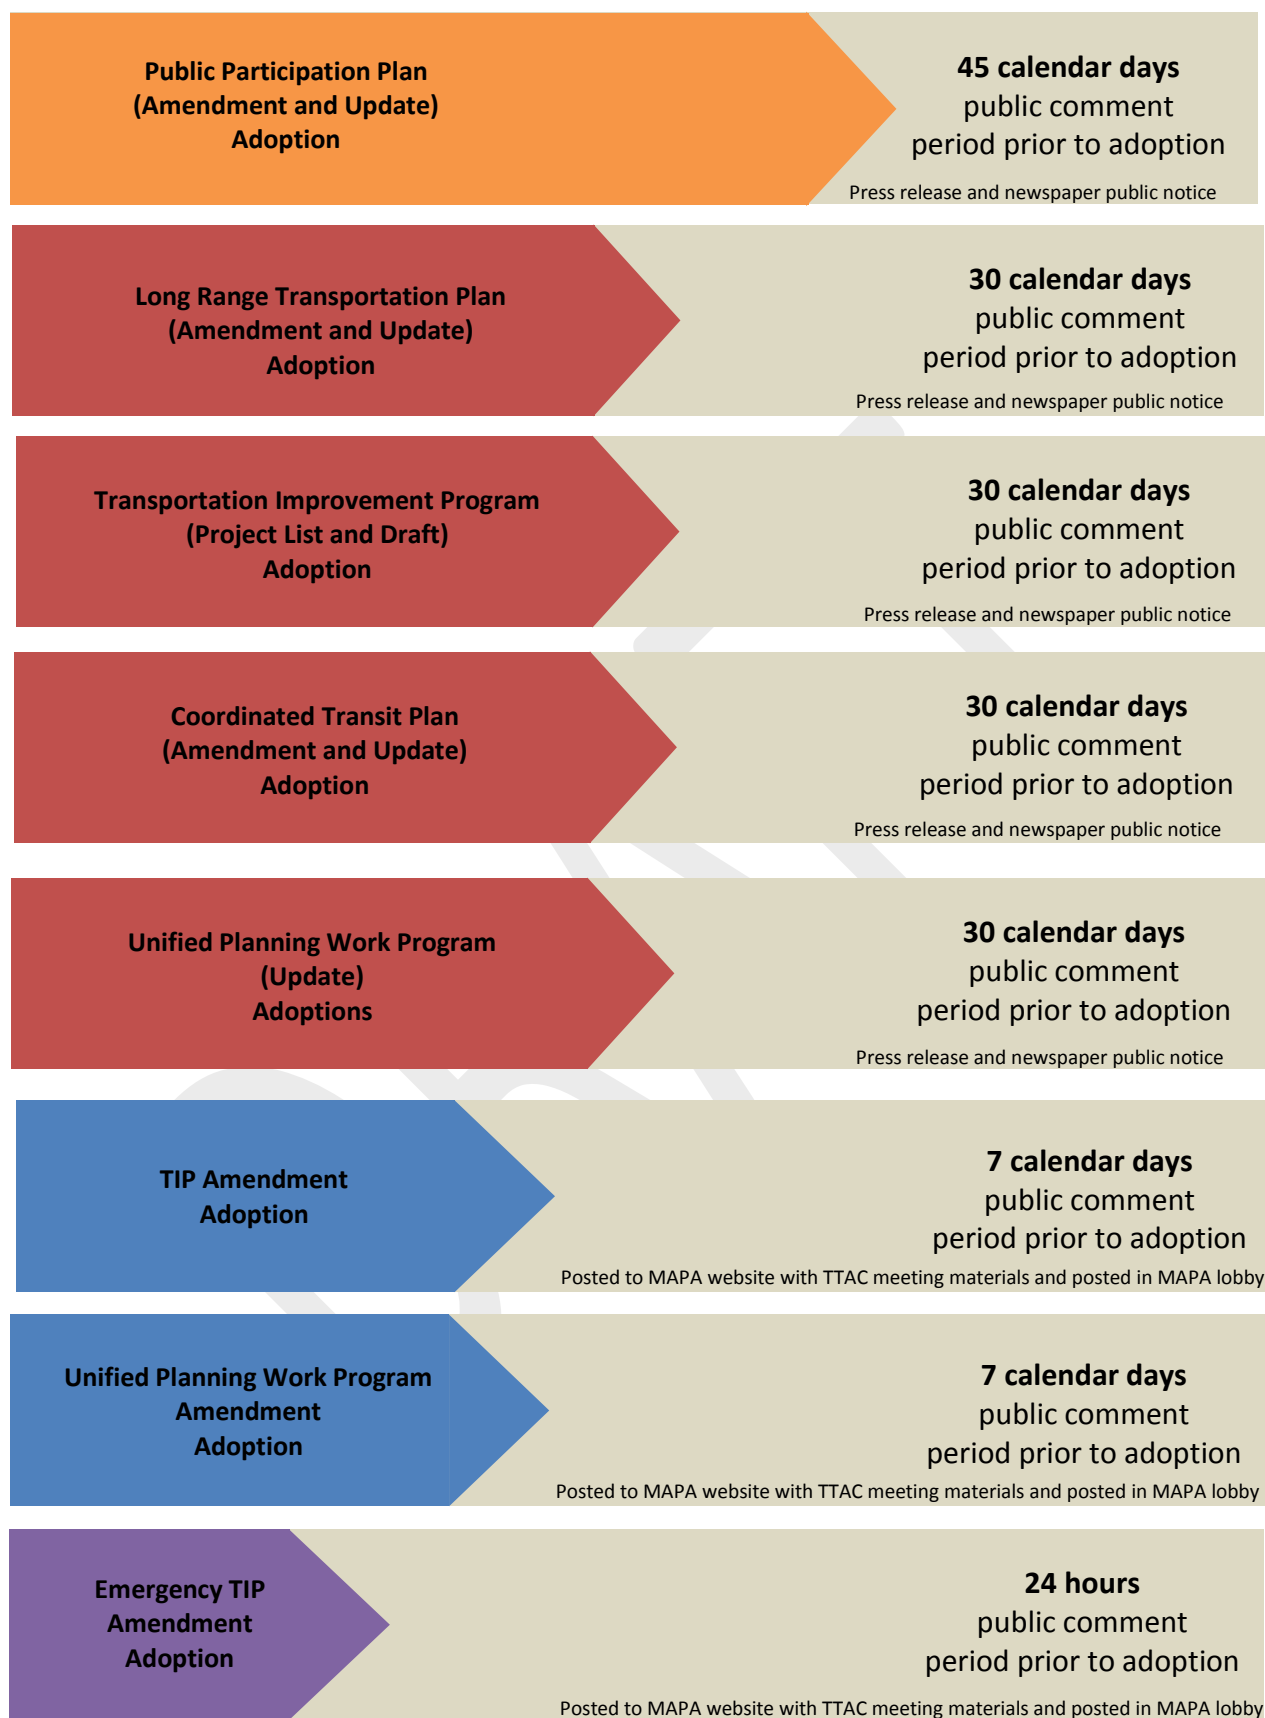 Public Participation Plan
(Amendment and Update)
Adoption
45 calendar days
public comment
period prior to adoption
Press release and newspaper public notice
Long Range Transportation Plan
(Amendment and Update)
Adoption
30 calendar days
public comment
period prior to adoption
Press release and newspaper public notice
Transportation Improvement Program
(Project List and Draft)
Adoption
30 calendar days
public comment
period prior to adoption
Press release and newspaper public notice
Coordinated Transit Plan
(Amendment and Update)
Adoption
30 calendar days
public comment
period prior to adoption
Press release and newspaper public notice
Unified Planning Work Program
(Update)
Adoptions
30 calendar days
public comment
period prior to adoption
Press release and newspaper public notice
TIP Amendment
Adoption
7 calendar days
public comment
period prior to adoption
Posted to MAPA website with TTAC meeting materials and posted in MAPA lobby
Unified Planning Work Program
Amendment
Adoption
7 calendar days
public comment
period prior to adoption
Posted to MAPA website with TTAC meeting materials and posted in MAPA lobby
Emergency TIP
Amendment
Adoption
24 hours
public comment
period prior to adoption
Posted to MAPA website with TTAC meeting materials and posted in MAPA lobby